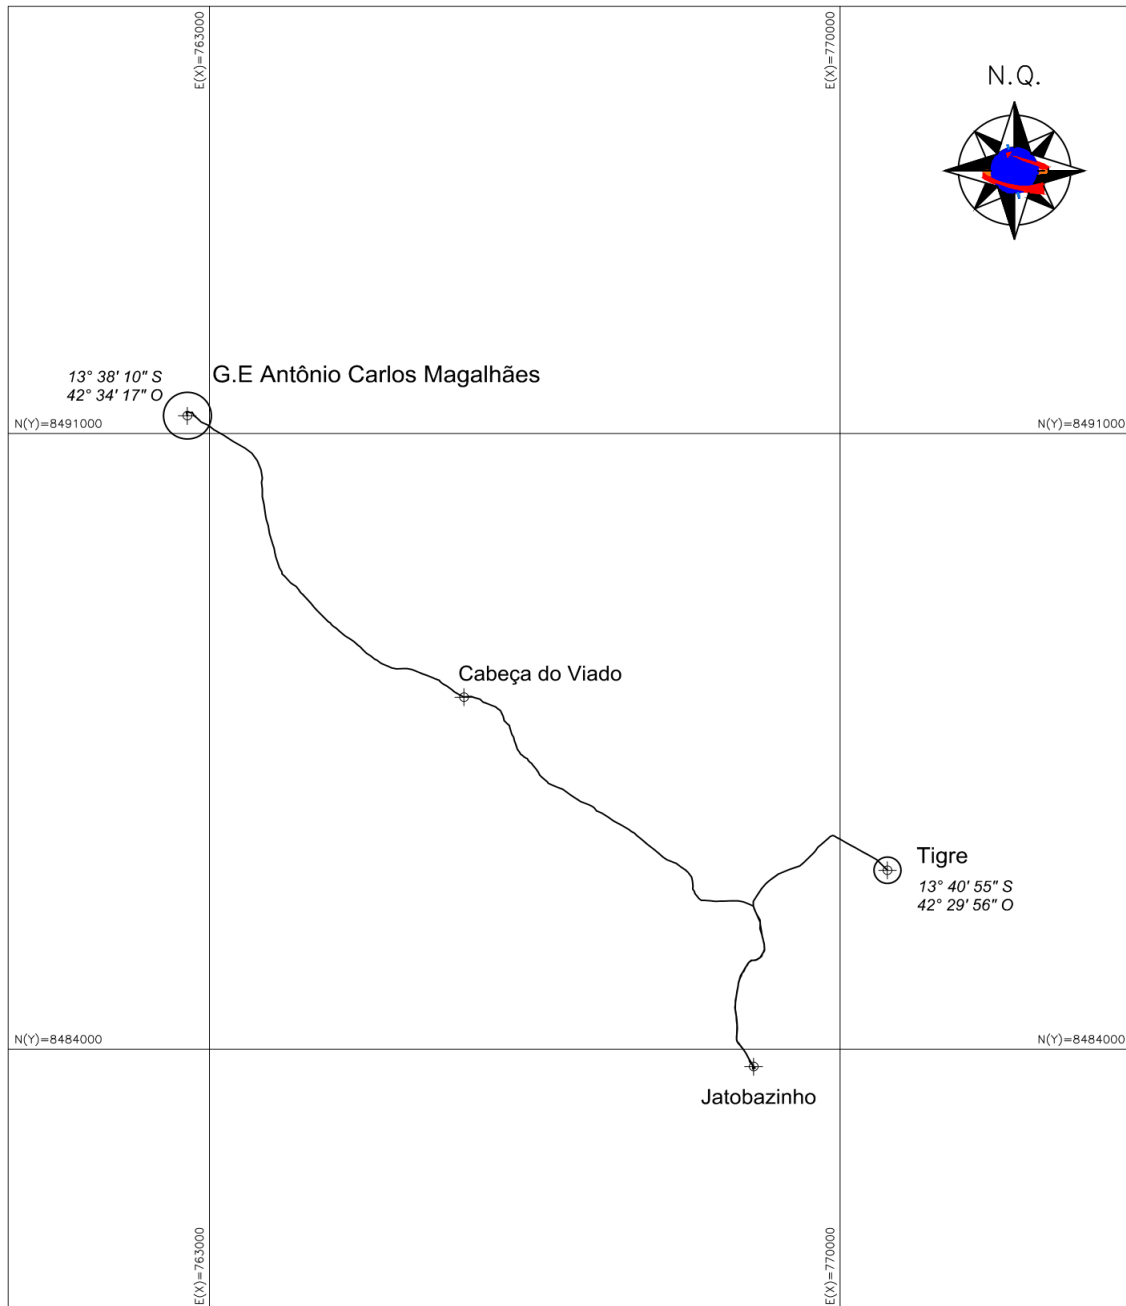 E(X)=763000
E(X)=770000
N.Q.
13° 38' 10" S
42° 34' 17" O
G.E Antônio Carlos Magalhães
N(Y)=8491000
N(Y)=8491000
Cabeça do Viado
Tigre
13° 40' 55" S
42° 29' 56" O
N(Y)=8484000
N(Y)=8484000
Jatobazinho
E(X)=763000
E(X)=770000